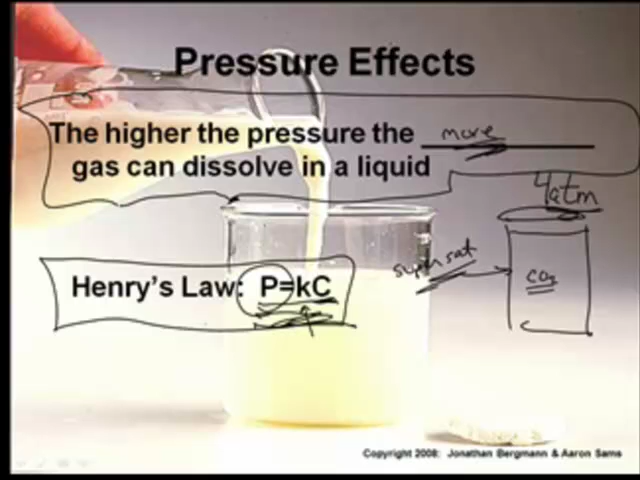 Pressure Effects
The higher the pressure the more
gas can dissolve in a liquid
4atm
super sat
CO2
Henry's Law: P=kC
Copyright 2008: Jonathan Bergmann & Aaron Sams